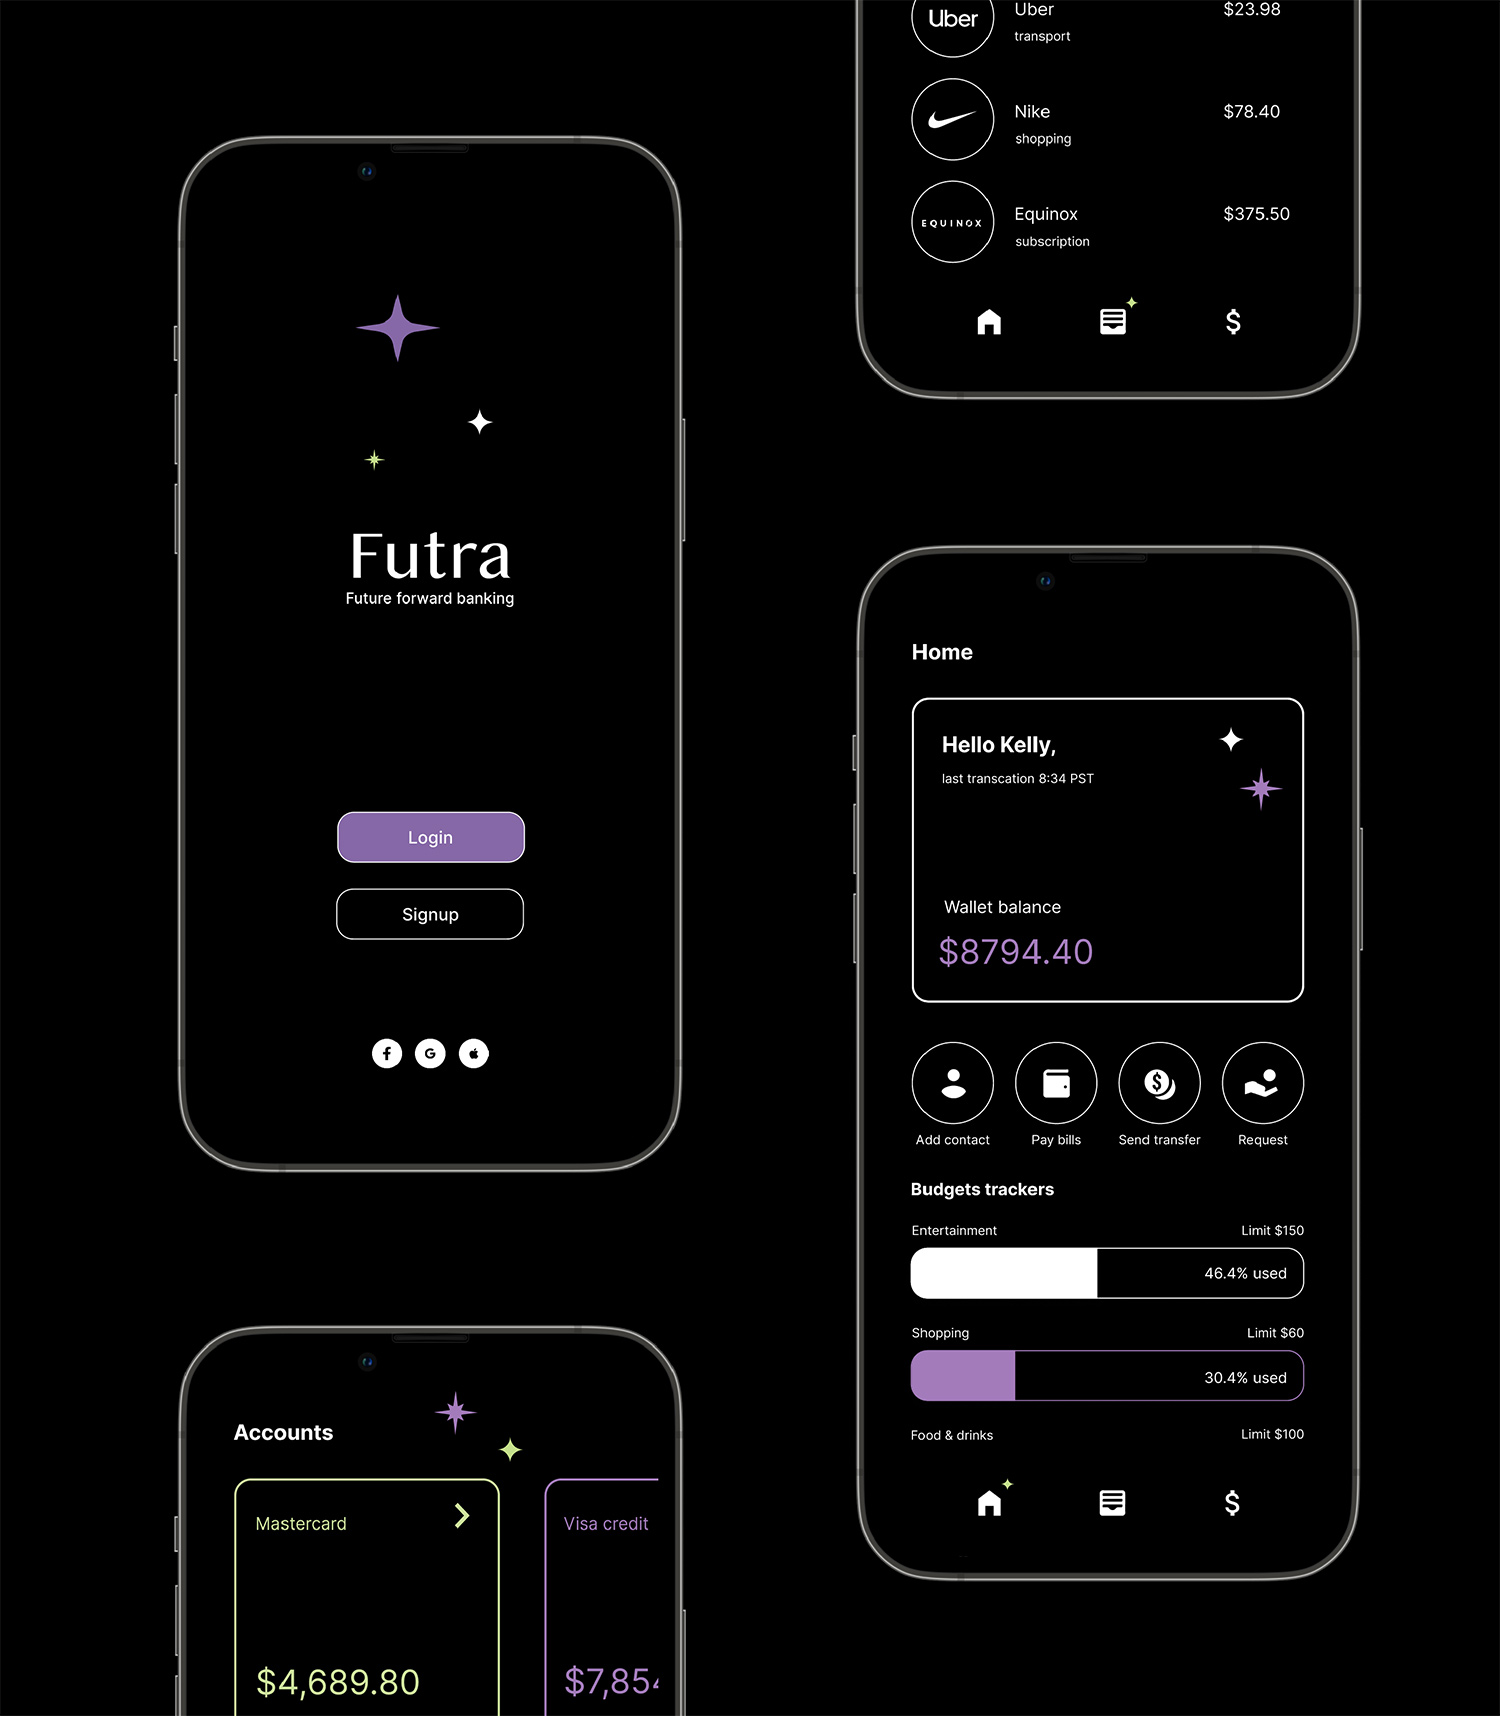 Futra
Future forward banking
Login
Signup
Uber
Uber
$23.98
transport
Nike
$78.40
shopping
EQUINOX
Equinox
$375.50
subscription
Home
Hello Kelly,
last transcation 8:34 PST
Wallet balance
$8794.40
Add contact
Pay bills
Send transfer
Request
Budgets trackers
Entertainment
Limit $150
46.4% used
Shopping
Limit $60
30.4% used
Food & drinks
Limit $100
Accounts
Mastercard
$4,689.80
Visa credit
$7,854